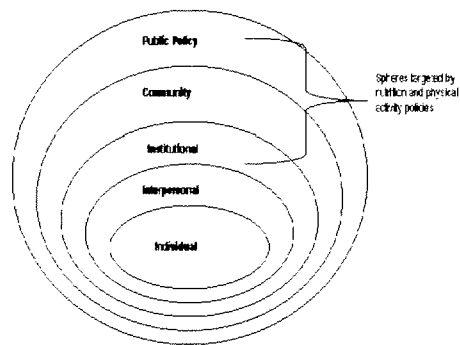 Public Policy
Community
Institutional
Interpersonal
Individual
Spheres targeted by
nutrition and physical
activity policies